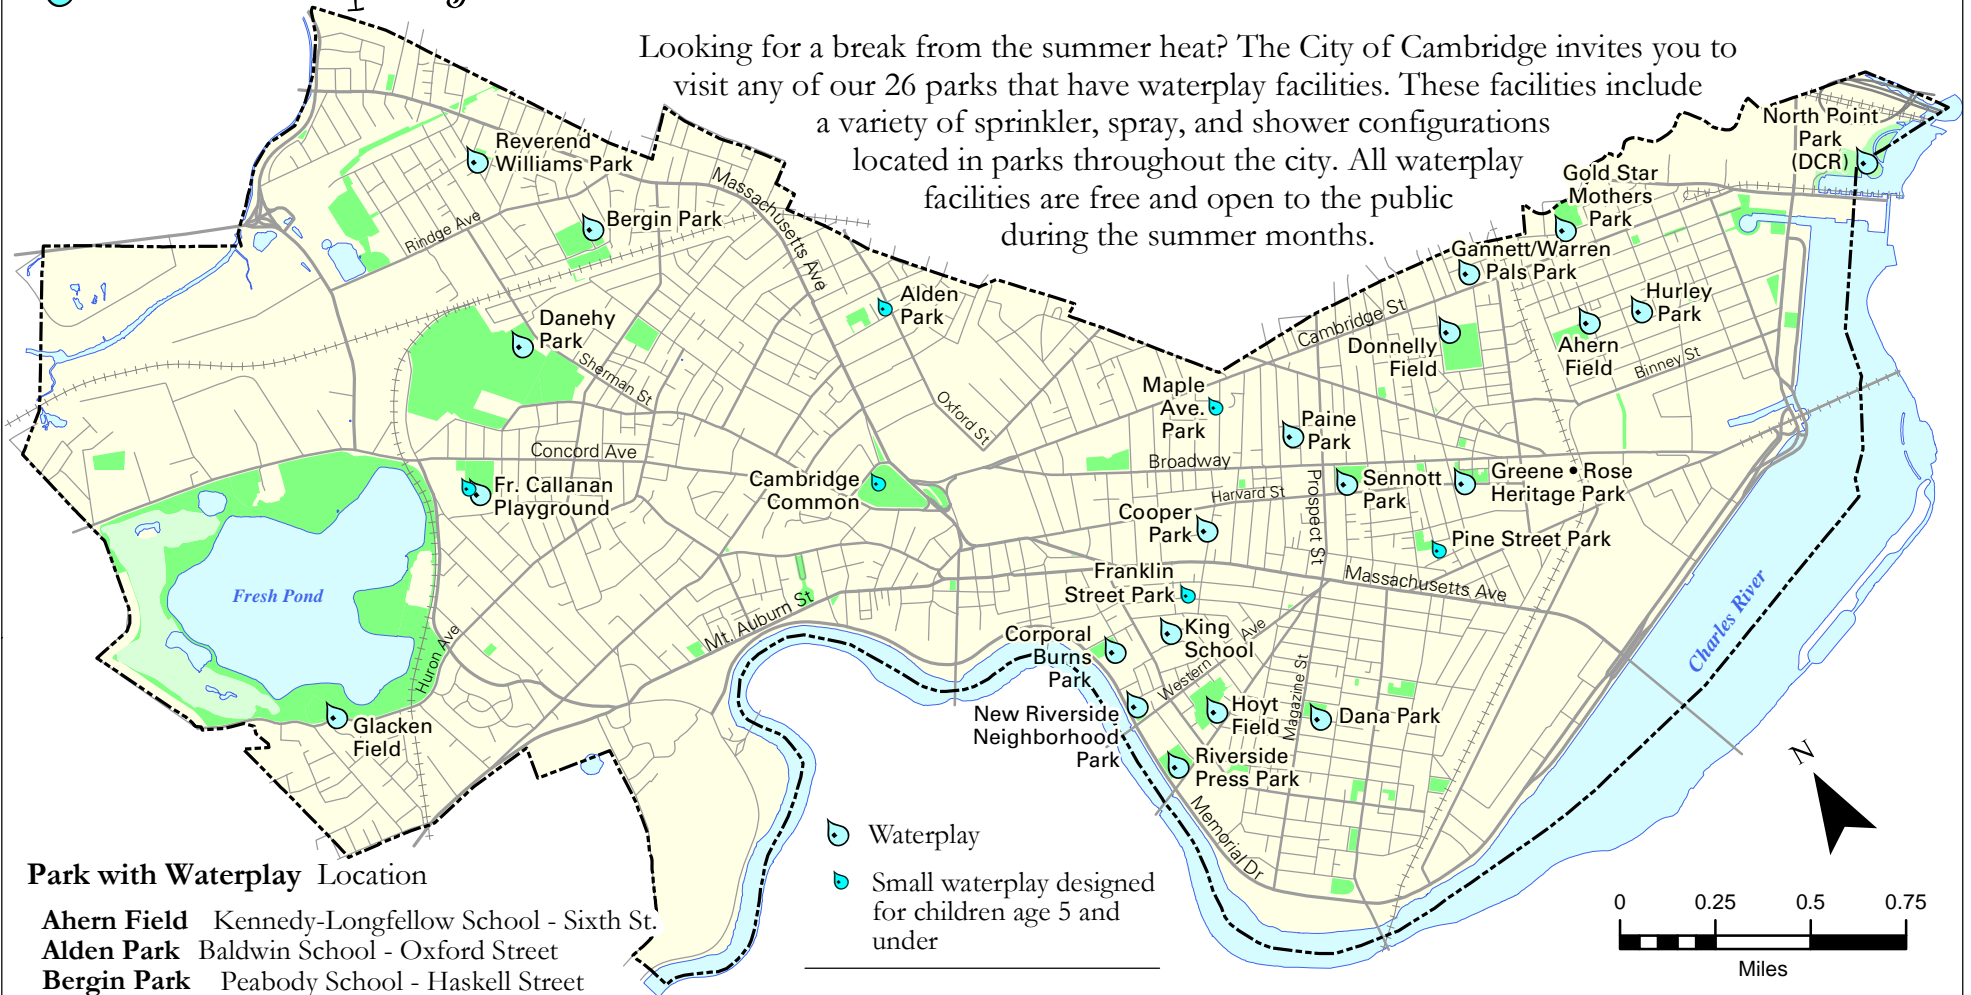 Looking for a break from the summer heat? The City of Cambridge invites you to
visit any of our 26 parks that have waterplay facilities. These facilities include
a variety of sprinkler, spray, and shower configurations
located in parks throughout the city. All waterplay
facilities are free and open to the public
during the summer months.
North Point
Park
(DCR)
Reverend
Williams Park
Gold Star
Mothers
Park
Massachusetts Ave
Bergin Park
Rindge Ave
Gannett/Warren
Pals Park
Alden
Park
Hurley
Park
Danehy
Park
Cambridge St
Donnelly
Field
Ahern
Field
Binney St
Sherman St
Maple
Ave.
Park
Oxford St
Paine
Park
Concord Ave
Broadway
Cambridge
Common
Fr. Callanan
Playground
Sennott
Park
Greene • Rose
Heritage Park
Harvard St
Prospect St
Cooper
Park
Pine Street Park
Franklin
Street Park
Massachusetts Ave
Fresh Pond
Mt. Auburn St
Charles River
Huron Ave
Corporal
Burns
Park
King
School
Western Ave
Magazine St
New Riverside
Neighborhood
Park
Hoyt
Field
Dana Park
Glacken
Field
Riverside
Press Park
Memorial Dr
N
Waterplay
Small waterplay designed
for children age 5 and
under
0 0.25 0.5 0.75
Miles
Park with Waterplay Location
Ahern Field Kennedy-Longfellow School - Sixth St.
Alden Park Baldwin School - Oxford Street
Bergin Park Peabody School - Haskell Street